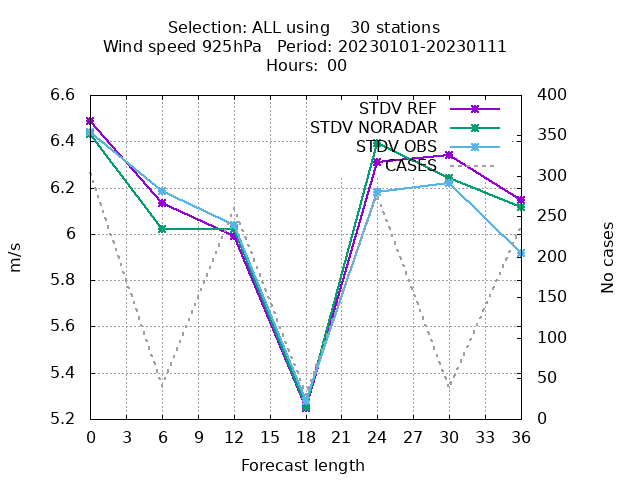 Selection: ALL using    30 stations
Wind speed 925hPa   Period: 20230101-20230111
Hours: 00
6.6
6.4
6.2
6
5.8
5.6
5.4
5.2
m/s
STDV REF
STDV NORADAR
STDV OBS
CASES
400
350
300
250
200
150
100
50
0
No cases
0 3 6 9 12 15 18 21 24 27 30 33 36
Forecast length